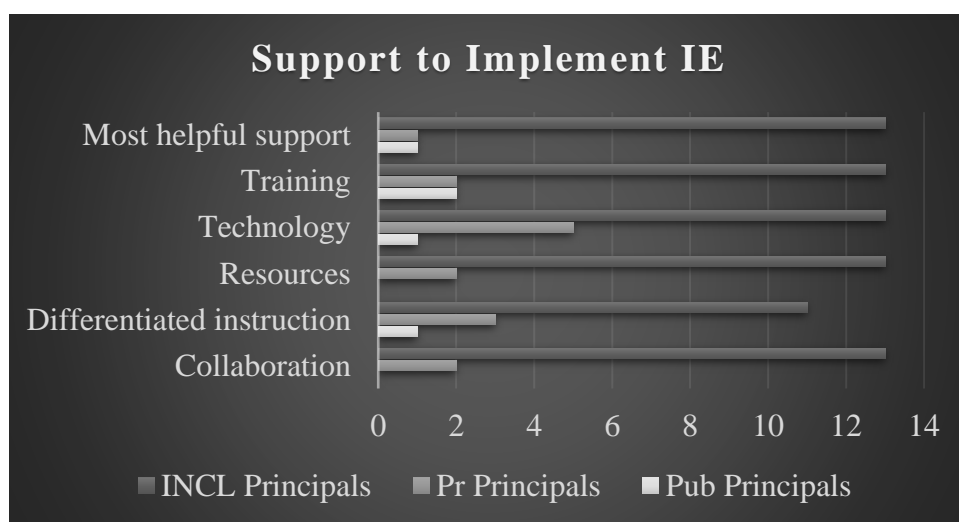 Support to Implement IE
Most helpful support
Training
Technology
Resources
Differentiated instruction
Collaboration
0 2 4 6 8 10 12 14
INCL Principals Pr Principals Pub Principals